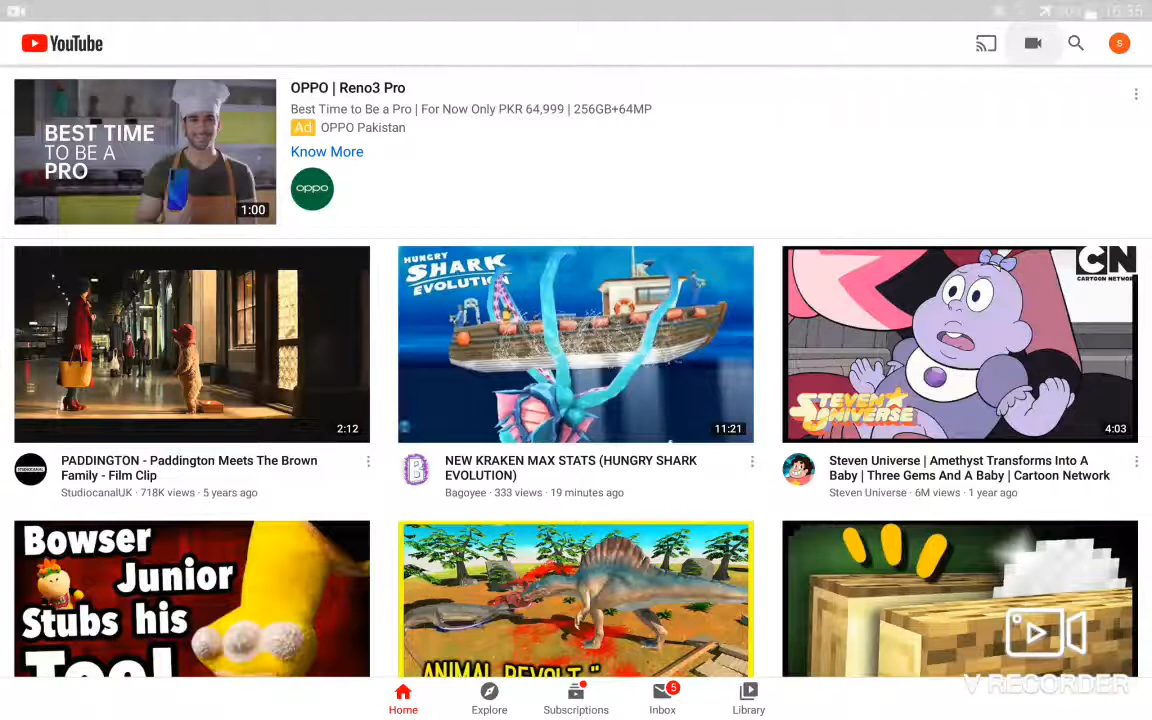 16:36
YouTube
S
OPPO | Reno3 Pro
Best Time to Be a Pro | For Now Only PKR 64,999 | 256GB+64MP
Ad OPPO Pakistan
Know More
oppo
BEST TIME
TO BE A
PRO
1:00
HUNGRY
SHARK
EVOLUTION
CN
CARTOON NETWORK
STEVEN
UNIVERSE
2:12
11:21
4:03
PADDINGTON - Paddington Meets The Brown
Family - Film Clip
StudiocanalUK · 718K views · 5 years ago
NEW KRAKEN MAX STATS (HUNGRY SHARK
EVOLUTION)
Bagoyee · 333 views · 19 minutes ago
Steven Universe | Amethyst Transforms Into A
Baby | Three Gems And A Baby | Cartoon Network
Steven Universe · 6M views · 1 year ago
Bowser
Junior
Stubs his
Toe!
ANIMAL REVOLT
V RECORDER
Home
Explore
Subscriptions
5
Inbox
Library